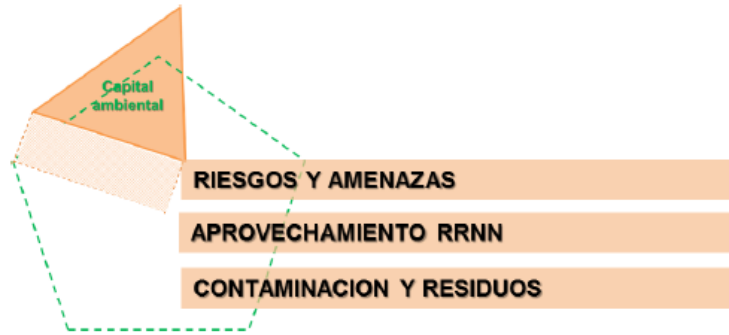 Capital
ambiental
RIESGOS Y AMENAZAS
APROVECHAMIENTO RRNN
CONTAMINACION Y RESIDUOS